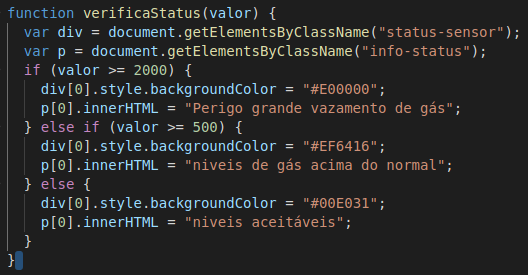 function verificaStatus(valor) {
  var div = document.getElementsByClassName("status-sensor");
  var p = document.getElementsByClassName("info-status");
  if (valor >= 2000) {
    div[0].style.backgroundColor = "#E00000";
    p[0].innerHTML = "Perigo grande vazamento de gás";
  } else if (valor >= 500) {
    div[0].style.backgroundColor = "#EF6416";
    p[0].innerHTML = "niveis de gás acima do normal";
  } else {
    div[0].style.backgroundColor = "#00E031";
    p[0].innerHTML = "niveis aceitáveis";
  }
}